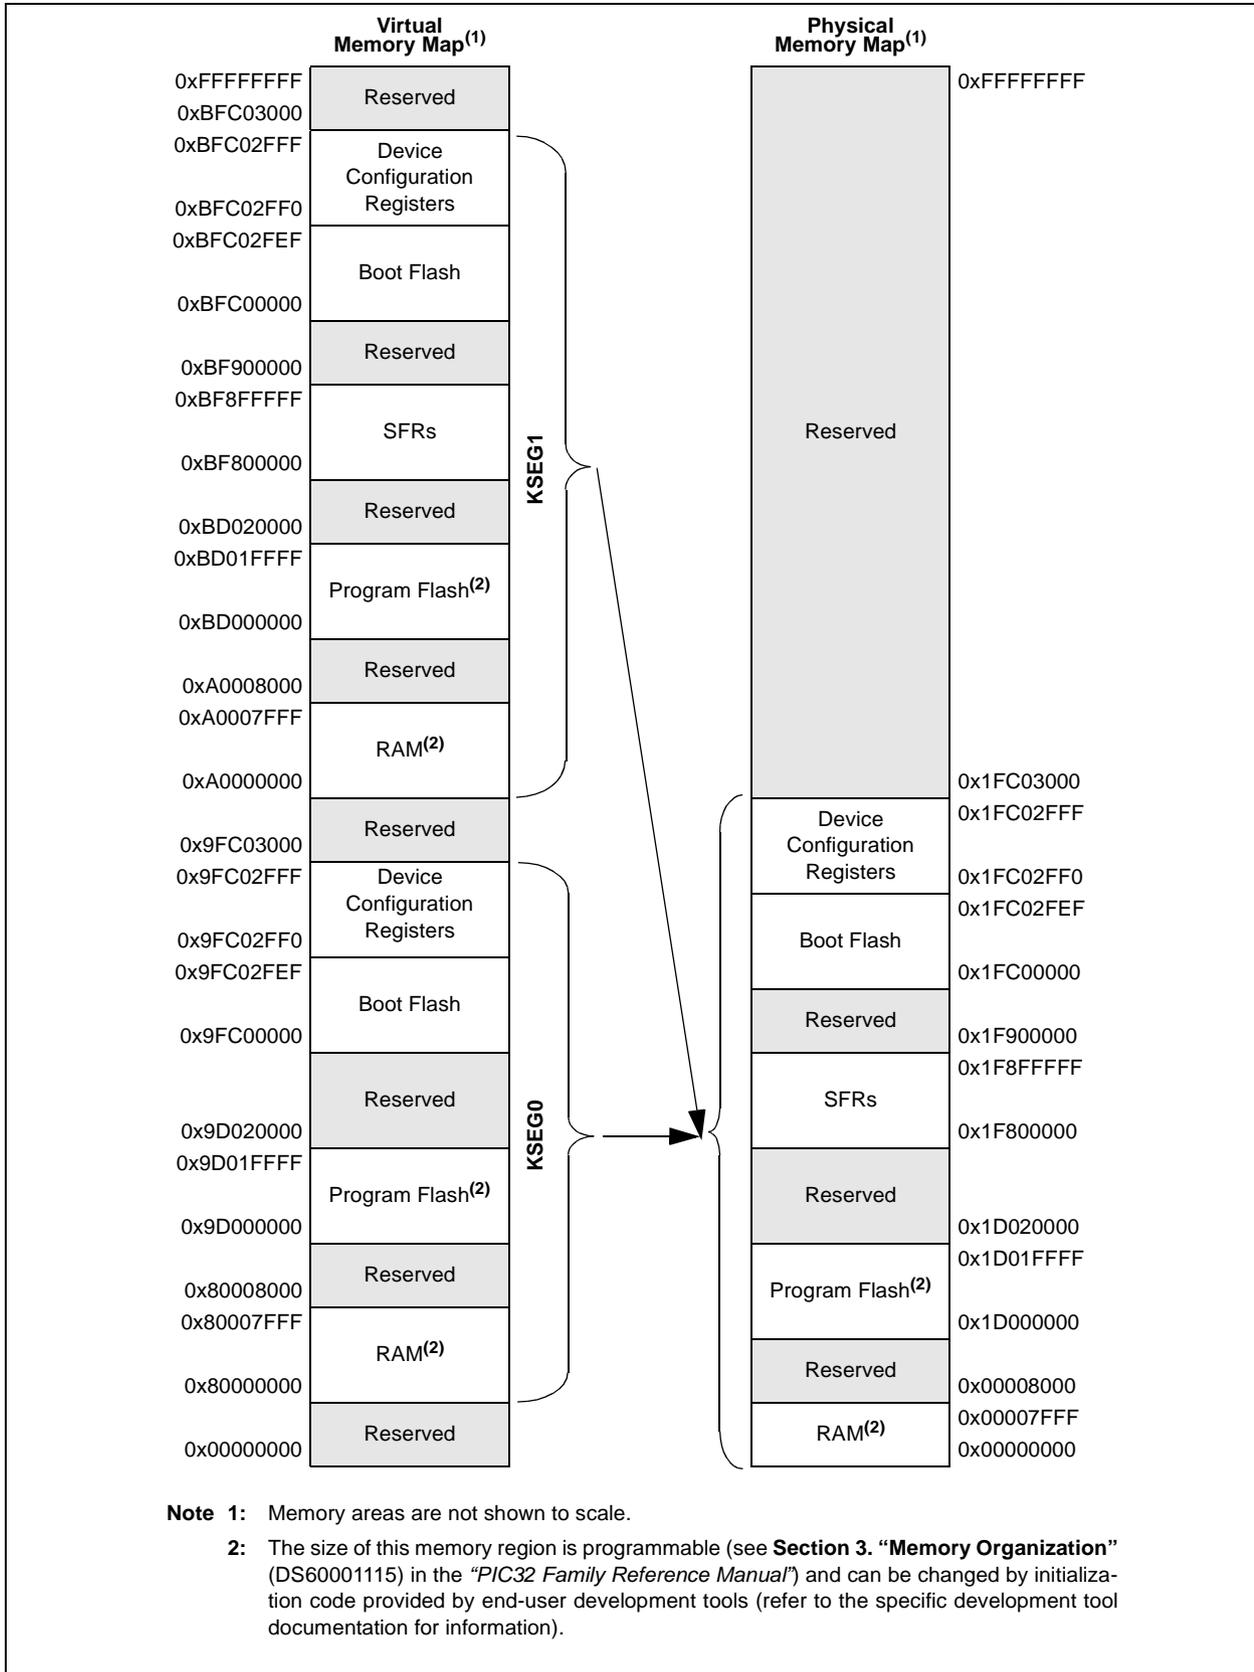 Virtual
Memory Map(1)
Physical
Memory Map(1)
0xFFFFFFFF
Reserved
0xBFC03000
0xBFC02FFF
Device
Configuration
Registers
0xBFC02FF0
0xBFC02FEF
Boot Flash
0xBFC00000
Reserved
0xBF900000
0xBF8FFFFF
SFRs
0xBF800000
Reserved
0xBD020000
0xBD01FFFF
Program Flash(2)
0xBD000000
Reserved
0xA0008000
0xA0007FFF
RAM(2)
0xA0000000
KSEG1
Reserved
0x9FC03000
0x9FC02FFF
Device
Configuration
Registers
0x9FC02FF0
0x9FC02FEF
Boot Flash
0x9FC00000
Reserved
0x9D020000
0x9D01FFFF
Program Flash(2)
0x9D000000
Reserved
0x80008000
0x80007FFF
RAM(2)
0x80000000
KSEG0
Reserved
0x00000000
0xFFFFFFFF
Reserved
0x1FC03000
0x1FC02FFF
Device
Configuration
Registers
0x1FC02FF0
0x1FC02FEF
Boot Flash
0x1FC00000
Reserved
0x1F900000
0x1F8FFFFF
SFRs
0x1F800000
Reserved
0x1D020000
0x1D01FFFF
Program Flash(2)
0x1D000000
Reserved
0x00008000
0x00007FFF
RAM(2)
0x00000000
Note 1: Memory areas are not shown to scale.
2: The size of this memory region is programmable (see Section 3. “Memory Organization”
(DS60001115) in the “PIC32 Family Reference Manual”) and can be changed by initializa-
tion code provided by end-user development tools (refer to the specific development tool
documentation for information).